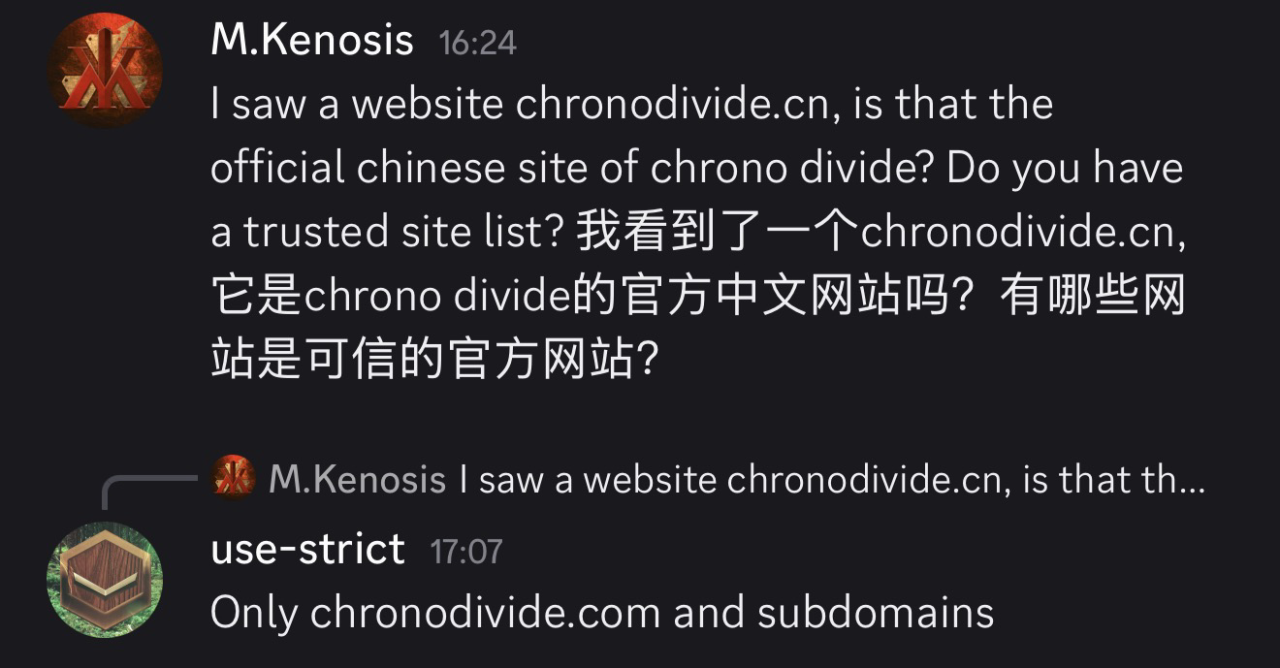 M.Kenosis 16:24
I saw a website chronodivide.cn, is that the
official chinese site of chrono divide? Do you have
a trusted site list? 我看到了一个chronodivide.cn,
它是chrono divide的官方中文网站吗？有哪些网
站是可信的官方网站？
M.Kenosis I saw a website chronodivide.cn, is that th...
use-strict 17:07
Only chronodivide.com and subdomains